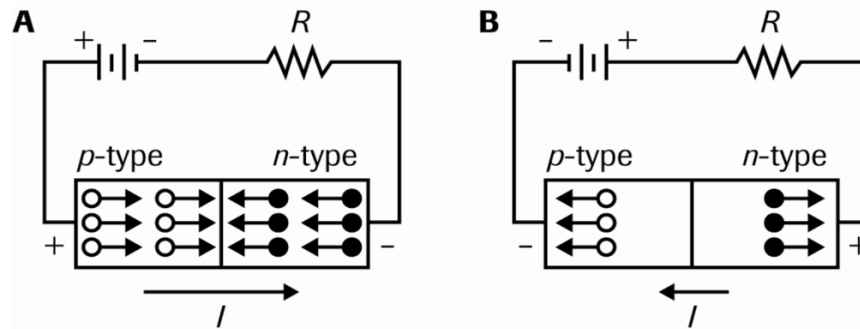 A
B
+ − R
− + R
p-type n-type
p-type n-type
+ −
− +
I
I